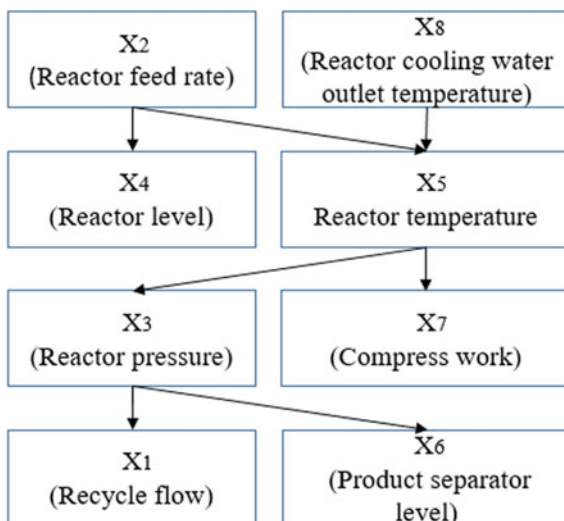 X2
(Reactor feed rate)
X8
(Reactor cooling water
outlet temperature)
X4
(Reactor level)
X5
Reactor temperature
X3
(Reactor pressure)
X7
(Compress work)
X1
(Recycle flow)
X6
(Product separator
level)